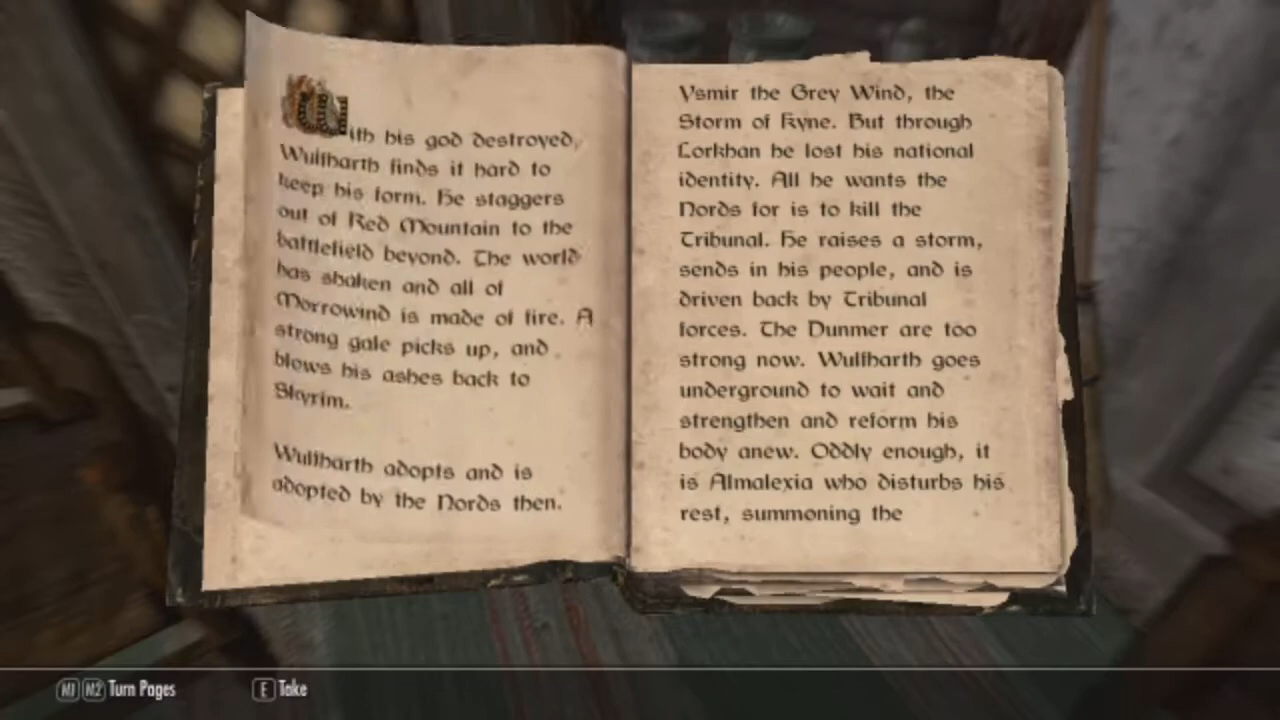 With his god destroyed,
Wulfharth finds it hard to
keep his form. He staggers
out of Red Mountain to the
battlefield beyond. The world
has shaken and all of
Morrowind is made of fire. A
strong gale picks up, and
blows his ashes back to
Skyrim.
Wulfharth adopts and is
adopted by the Nords then.
Ysmir the Grey Wind, the
Storm of Kyne. But through
Lorkhan he lost his national
identity. All he wants the
Nords for is to kill the
Tribunal. He raises a storm,
sends in his people, and is
driven back by Tribunal
forces. The Dunmer are too
strong now. Wulfharth goes
underground to wait and
strengthen and reform his
body anew. Oddly enough, it
is Almalexia who disturbs his
rest, summoning the
M1 M2 Turn Pages
E Take